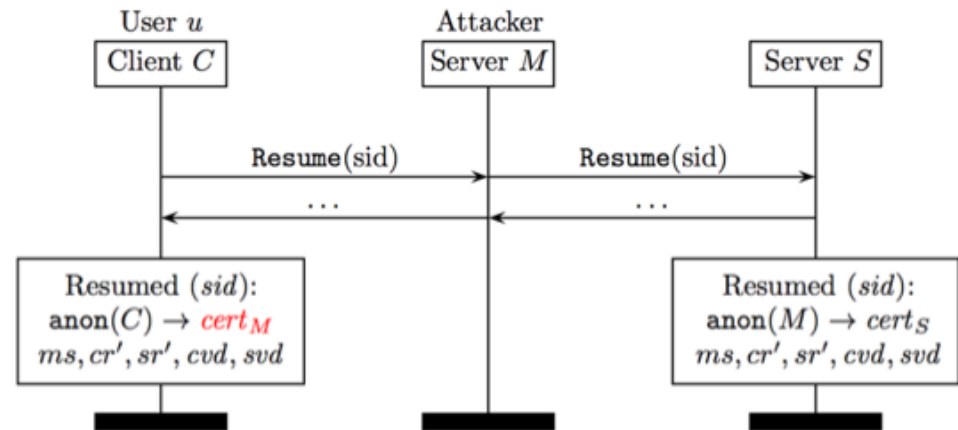 User u
Attacker
Client C
Server M
Server S
Resume(sid)
Resume(sid)
...
...
Resumed (sid):
anon(C) → cert_M
ms, cr′, sr′, cvd, svd
Resumed (sid):
anon(M) → cert_S
ms, cr′, sr′, cvd, svd